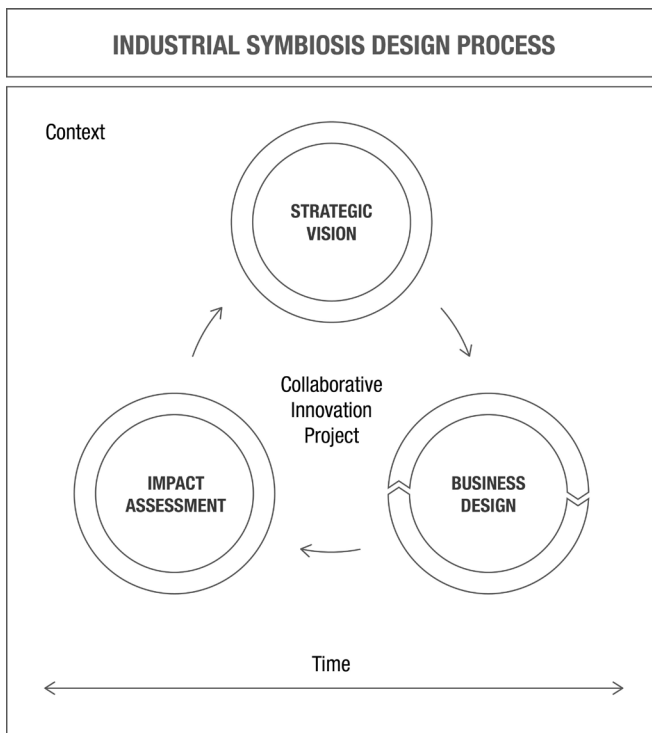 INDUSTRIAL SYMBIOSIS DESIGN PROCESS
Context
STRATEGIC
VISION
Collaborative
Innovation
Project
IMPACT
ASSESSMENT
BUSINESS
DESIGN
Time